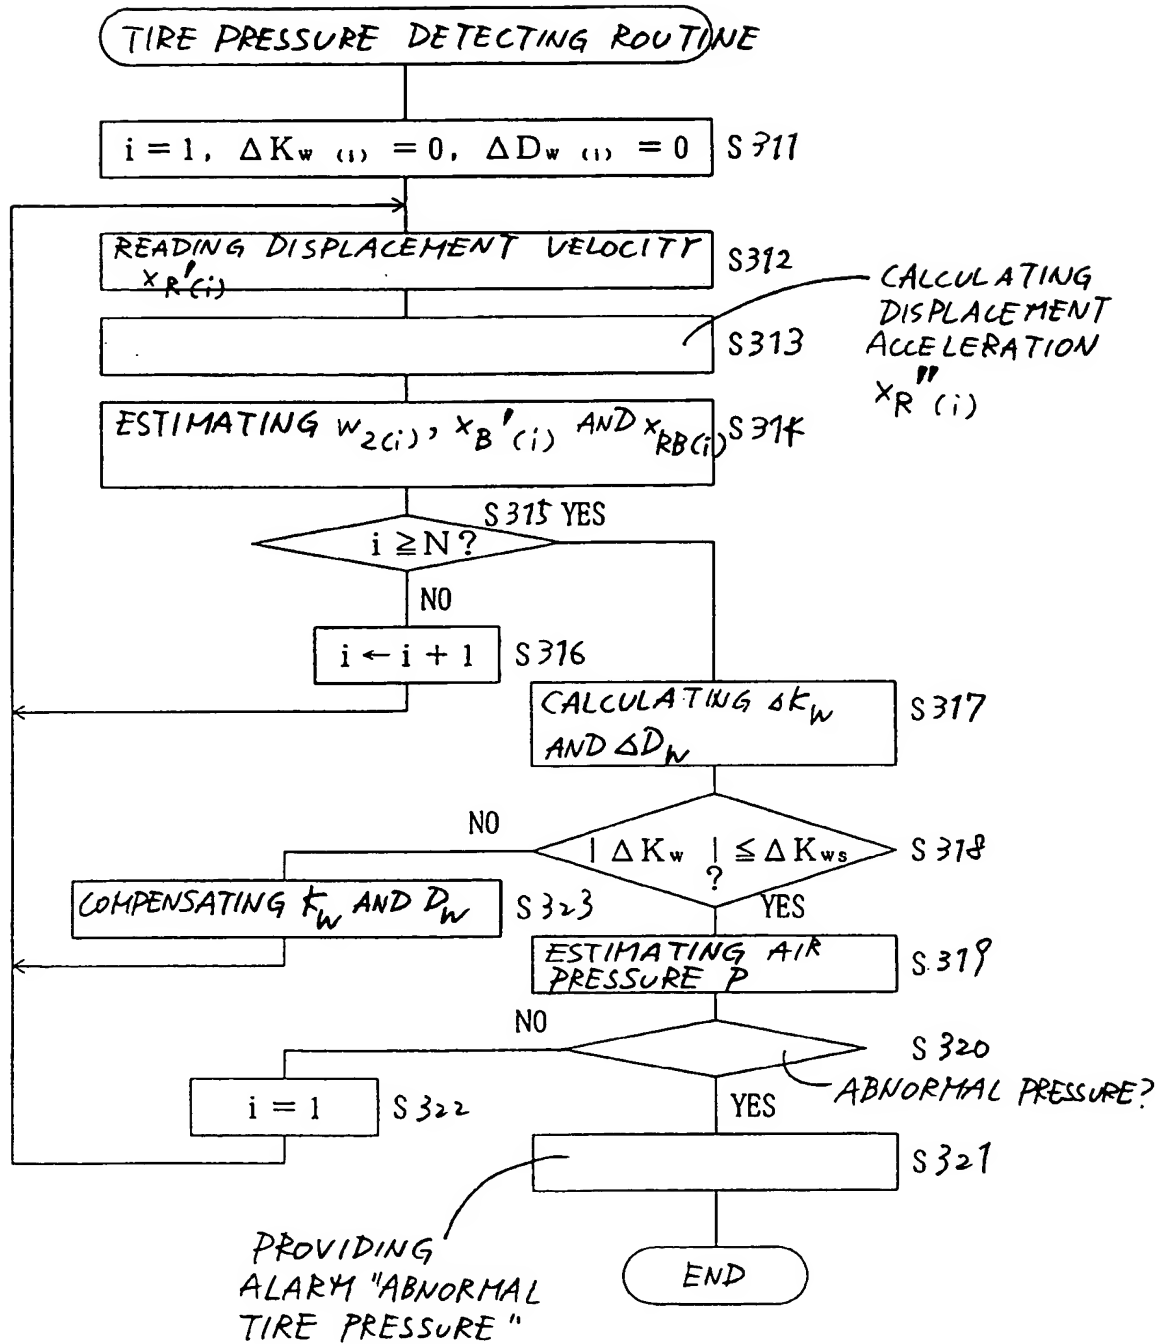 TIRE PRESSURE DETECTING ROUTINE
i = 1, ΔKw (i) = 0, ΔDw (i) = 0 S311
READING DISPLACEMENT VELOCITY
xR'(i)
S312
CALCULATING
DISPLACEMENT
ACCELERATION
xR''(i)
S313
ESTIMATING w2(i), xB'(i) AND xRB(i) S314
S315 YES
i ≧ N ?
NO
i ← i + 1 S316
CALCULATING ΔKW
AND ΔDW
S317
NO
| ΔKw | ≦ ΔKws
?
S318
YES
COMPENSATING KW AND DW S323
ESTIMATING AIR
PRESSURE P
S319
NO
S320
ABNORMAL PRESSURE?
YES
i = 1 S322
S321
PROVIDING
ALARM "ABNORMAL
TIRE PRESSURE"
END